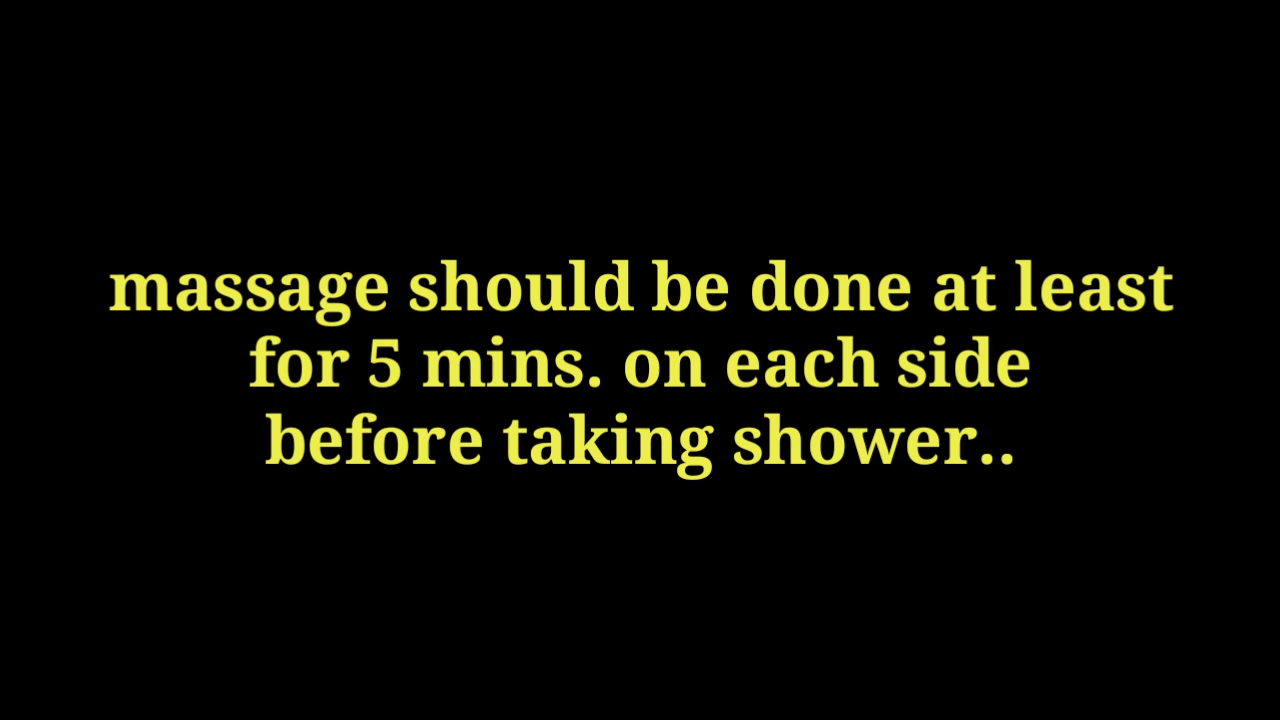 massage should be done at least
for 5 mins. on each side
before taking shower..